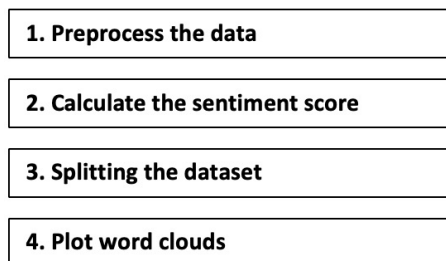 1. Preprocess the data
2. Calculate the sentiment score
3. Splitting the dataset
4. Plot word clouds